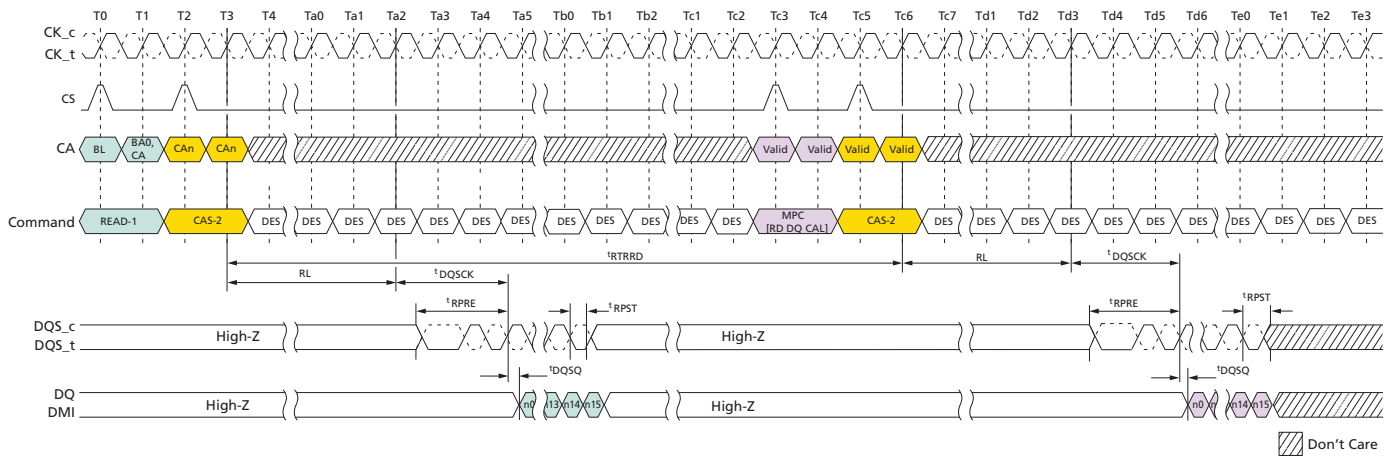 T0 T1 T2 T3 T4 Ta0 Ta1 Ta2 Ta3 Ta4 Ta5 Tb0 Tb1 Tb2 Tc1 Tc2 Tc3 Tc4 Tc5 Tc6 Tc7 Td1 Td2 Td3 Td4 Td5 Td6 Te0 Te1 Te2 Te3
CK_c
CK_t
CS
CA BL BA0, CA CAn CAn Valid Valid Valid Valid
Command READ-1 CAS-2 DES DES DES DES DES DES DES DES DES DES DES DES MPC [RD DQ CAL] CAS-2 DES DES DES DES DES DES DES DES DES DES DES
tRTRRD
RL tDQSCK RL tDQSCK
tRPRE tRPST tRPRE tRPST
DQS_c
DQS_t
High-Z High-Z
tDQSQ tDQSQ
DQ
DMI
High-Z n0 n13 n14 n15 High-Z n0 n n14 n15
Don't Care